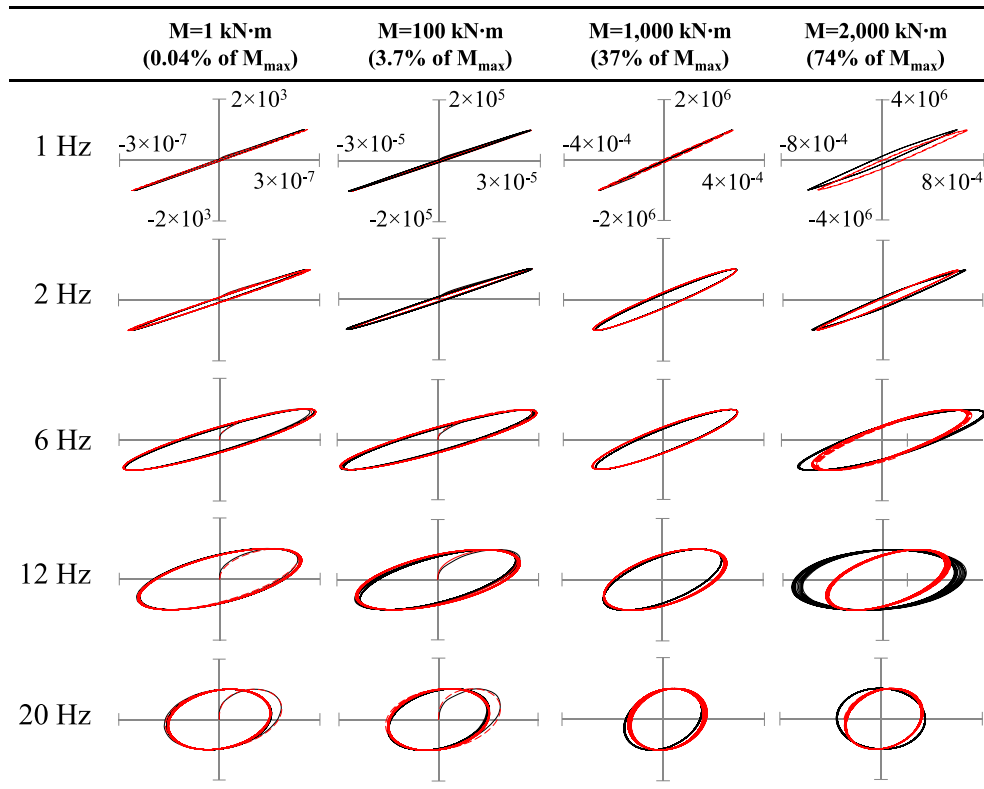 M=1 kN·m M=100 kN·m M=1,000 kN·m M=2,000 kN·m
(0.04% of Mmax) (3.7% of Mmax) (37% of Mmax) (74% of Mmax)
2×10³ 2×10⁵ 2×10⁶ 4×10⁶
1 Hz -3×10⁻⁷ -3×10⁻⁵ -4×10⁻⁴ -8×10⁻⁴
3×10⁻⁷ 3×10⁻⁵ 4×10⁻⁴ 8×10⁻⁴
-2×10³ -2×10⁵ -2×10⁶ -4×10⁶
2 Hz
6 Hz
12 Hz
20 Hz